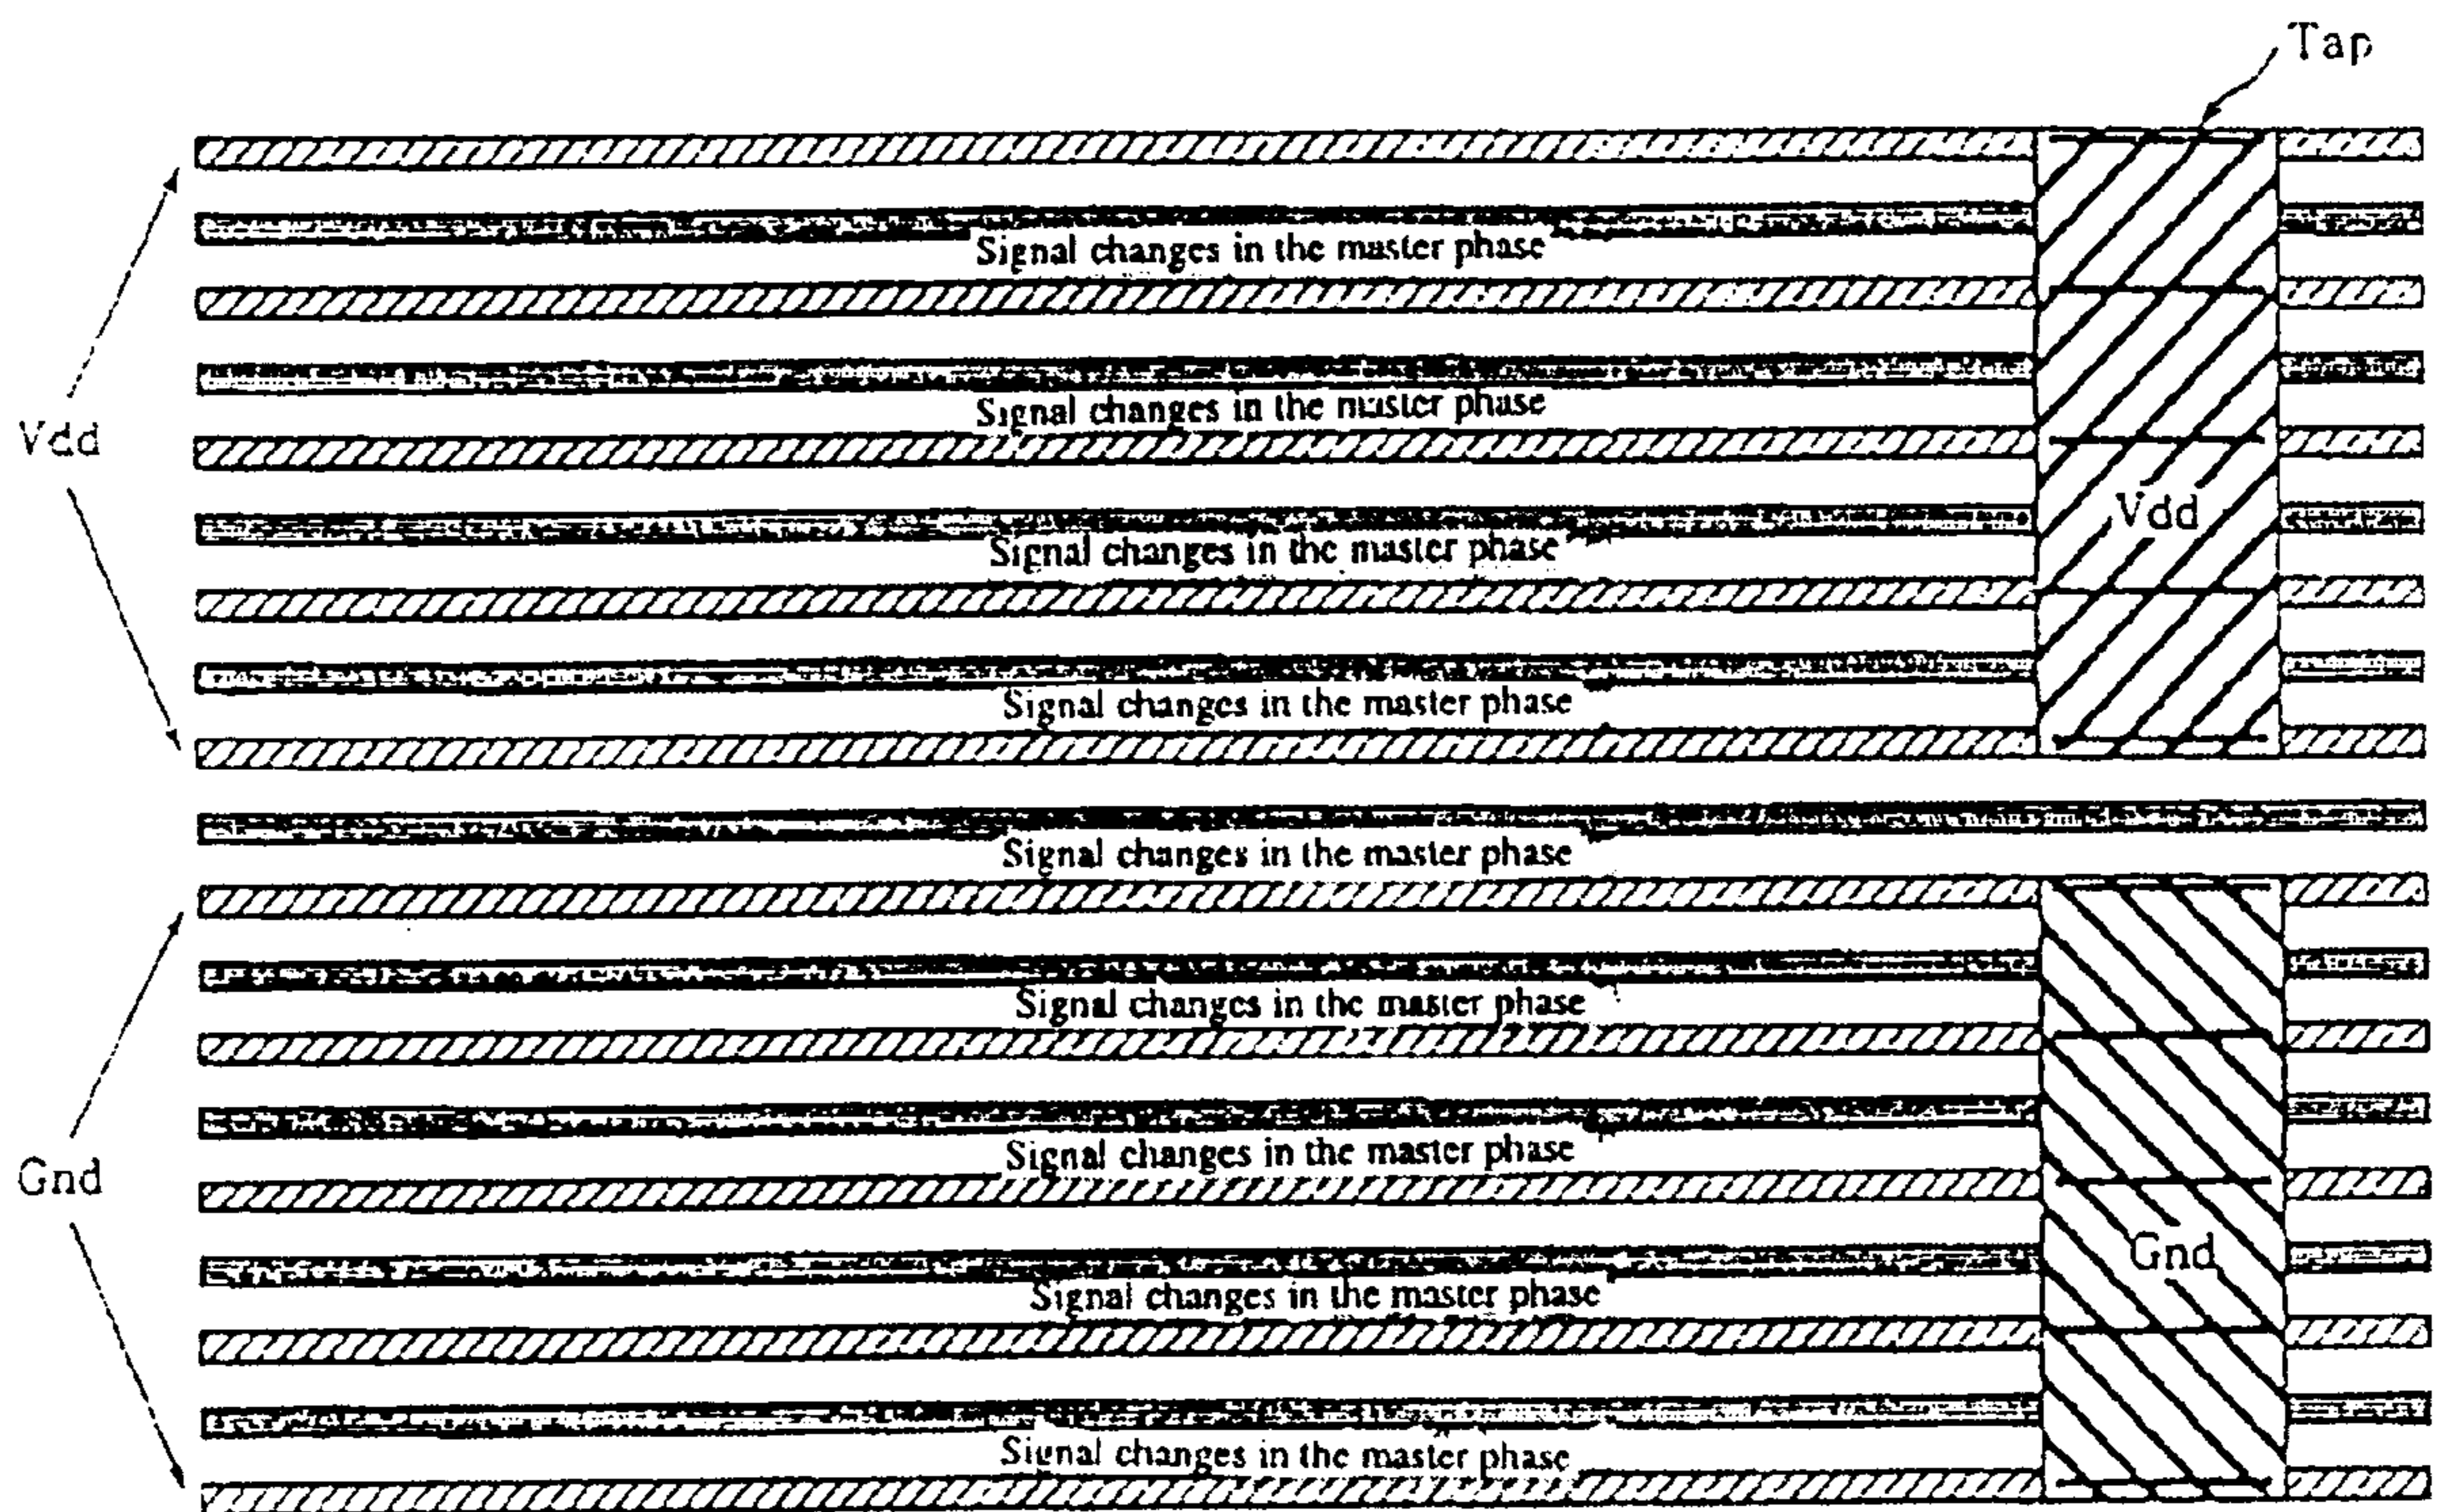 Tap
Signal changes in the master phase
Signal changes in the master phase
Vdd
Vdd
Signal changes in the master phase
Signal changes in the master phase
Signal changes in the master phase
Signal changes in the master phase
Signal changes in the master phase
Gnd
Gnd
Signal changes in the master phase
Signal changes in the master phase